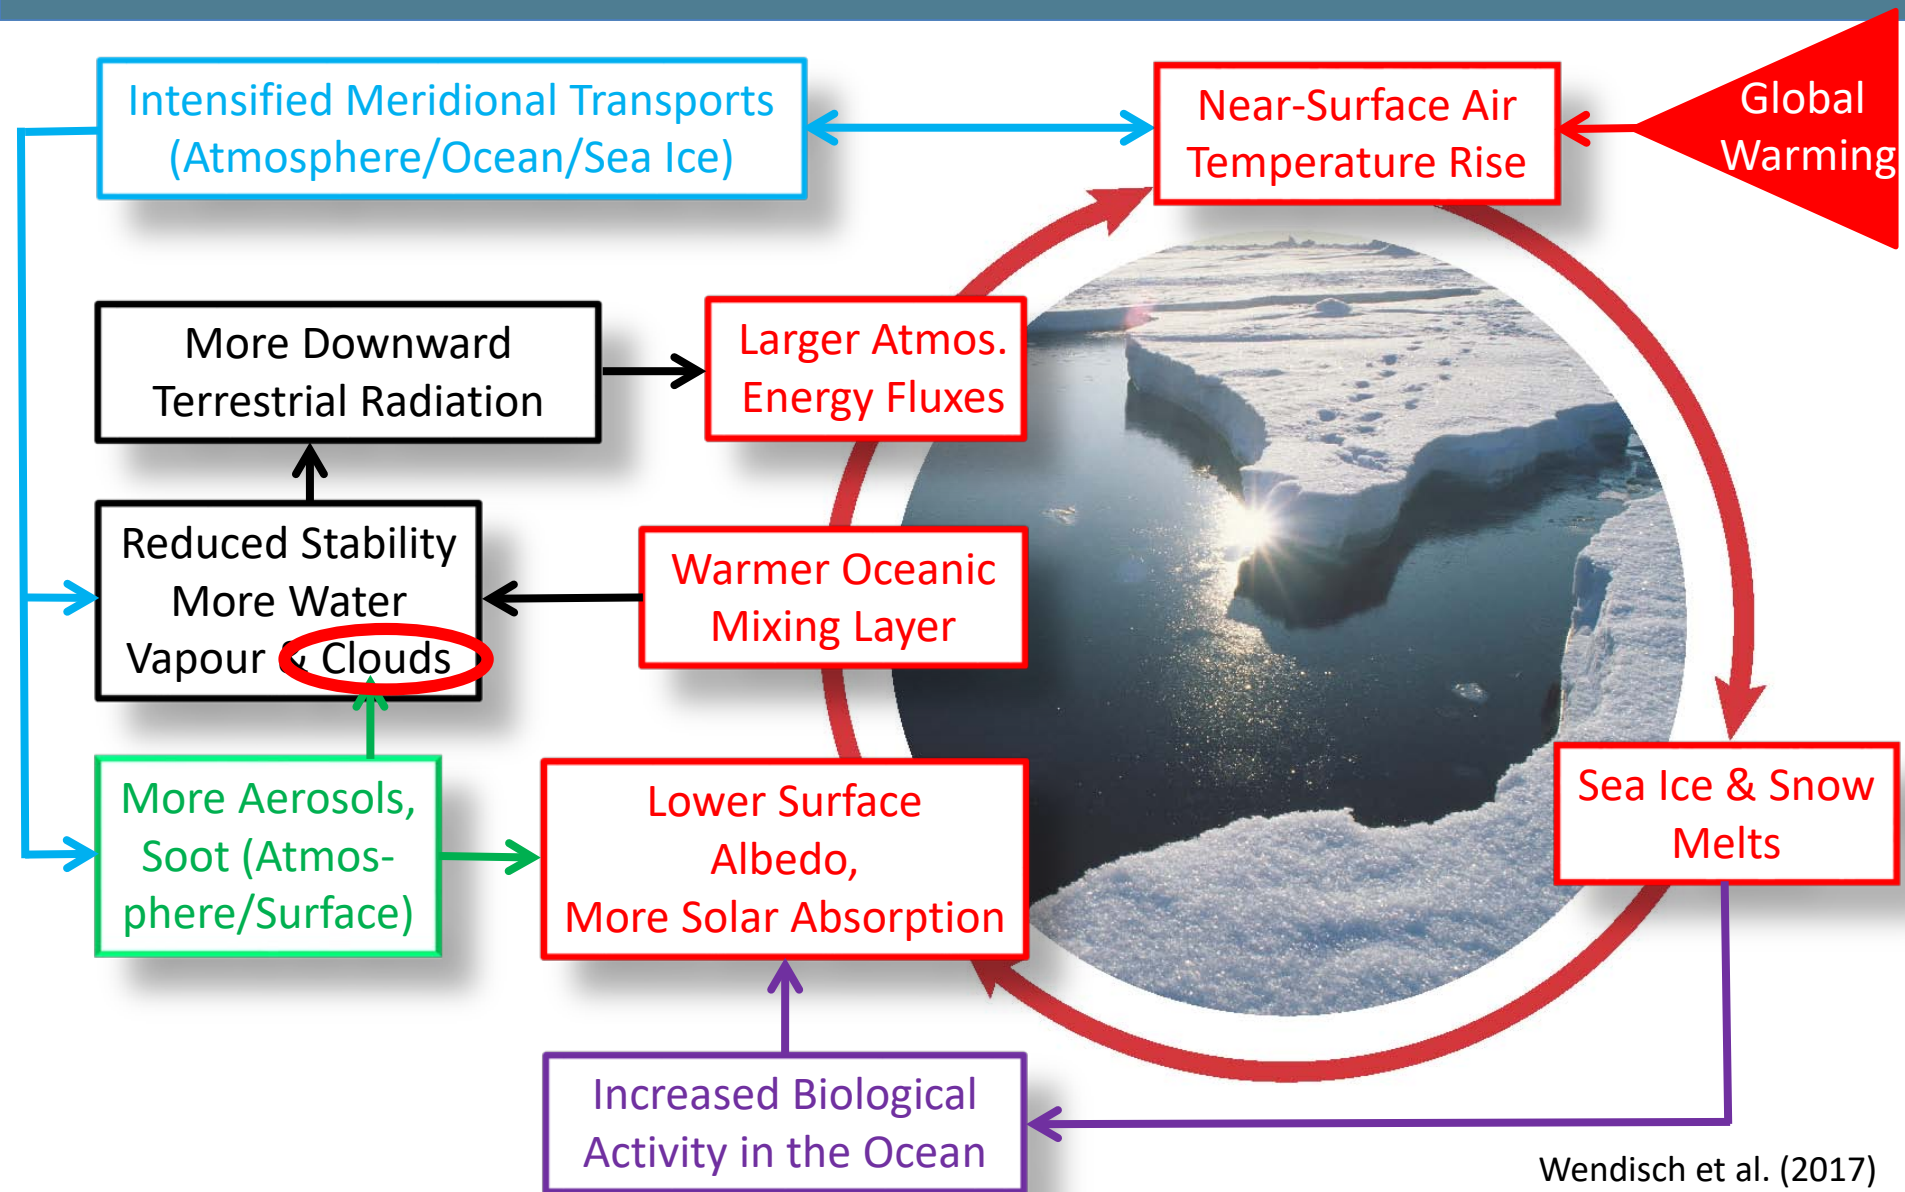 Intensified Meridional Transports
(Atmosphere/Ocean/Sea Ice)
Near-Surface Air
Temperature Rise
Global
Warming
More Downward
Terrestrial Radiation
Larger Atmos.
Energy Fluxes
Reduced Stability
More Water
Vapour & Clouds
Warmer Oceanic
Mixing Layer
More Aerosols,
Soot (Atmos-
phere/Surface)
Lower Surface
Albedo,
More Solar Absorption
Sea Ice & Snow
Melts
Increased Biological
Activity in the Ocean
Wendisch et al. (2017)